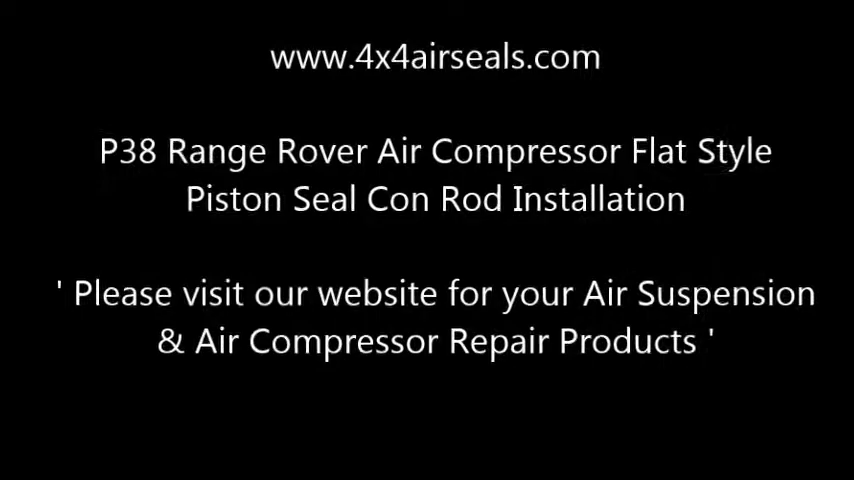 www.4x4airseals.com
P38 Range Rover Air Compressor Flat Style
Piston Seal Con Rod Installation
' Please visit our website for your Air Suspension
& Air Compressor Repair Products '